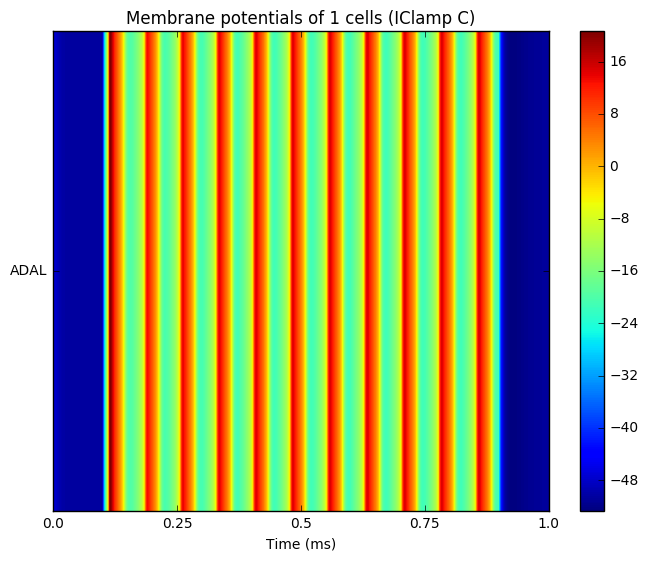 Membrane potentials of 1 cells (IClamp C)
16
8
0
−8
−16
−24
−32
−40
−48
ADAL
0.0 0.25 0.5 0.75 1.0
Time (ms)